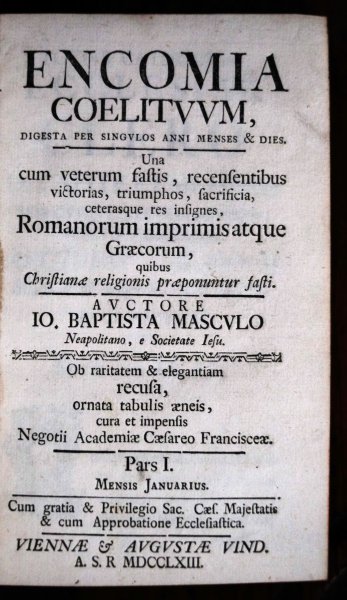 ENCOMIA
COELITVVM,
DIGESTA PER SINGVLOS ANNI MENSES & DIES.
Una
cum veterum fastis, recensentibus
victorias, triumphos, sacrificia,
ceterasque res insignes,
Romanorum imprimis atque
Græcorum,
quibus
Christianæ religionis præponuntur fasti.
AVCTORE
IO. BAPTISTA MASCVLO
Neapolitano, e Societate Iesu.
Ob raritatem & elegantiam
recusa,
ornata tabulis æneis,
cura et impensis
Negotii Academiæ Cæsareo Francisceæ.
Pars I.
MENSIS JANUARIUS.
Cum gratia & Privilegio Sac. Cæs. Majestatis
& cum Approbatione Ecclesiastica.
VIENNÆ & AVGVSTÆ VIND.
A. S. R MDCCLXIII.